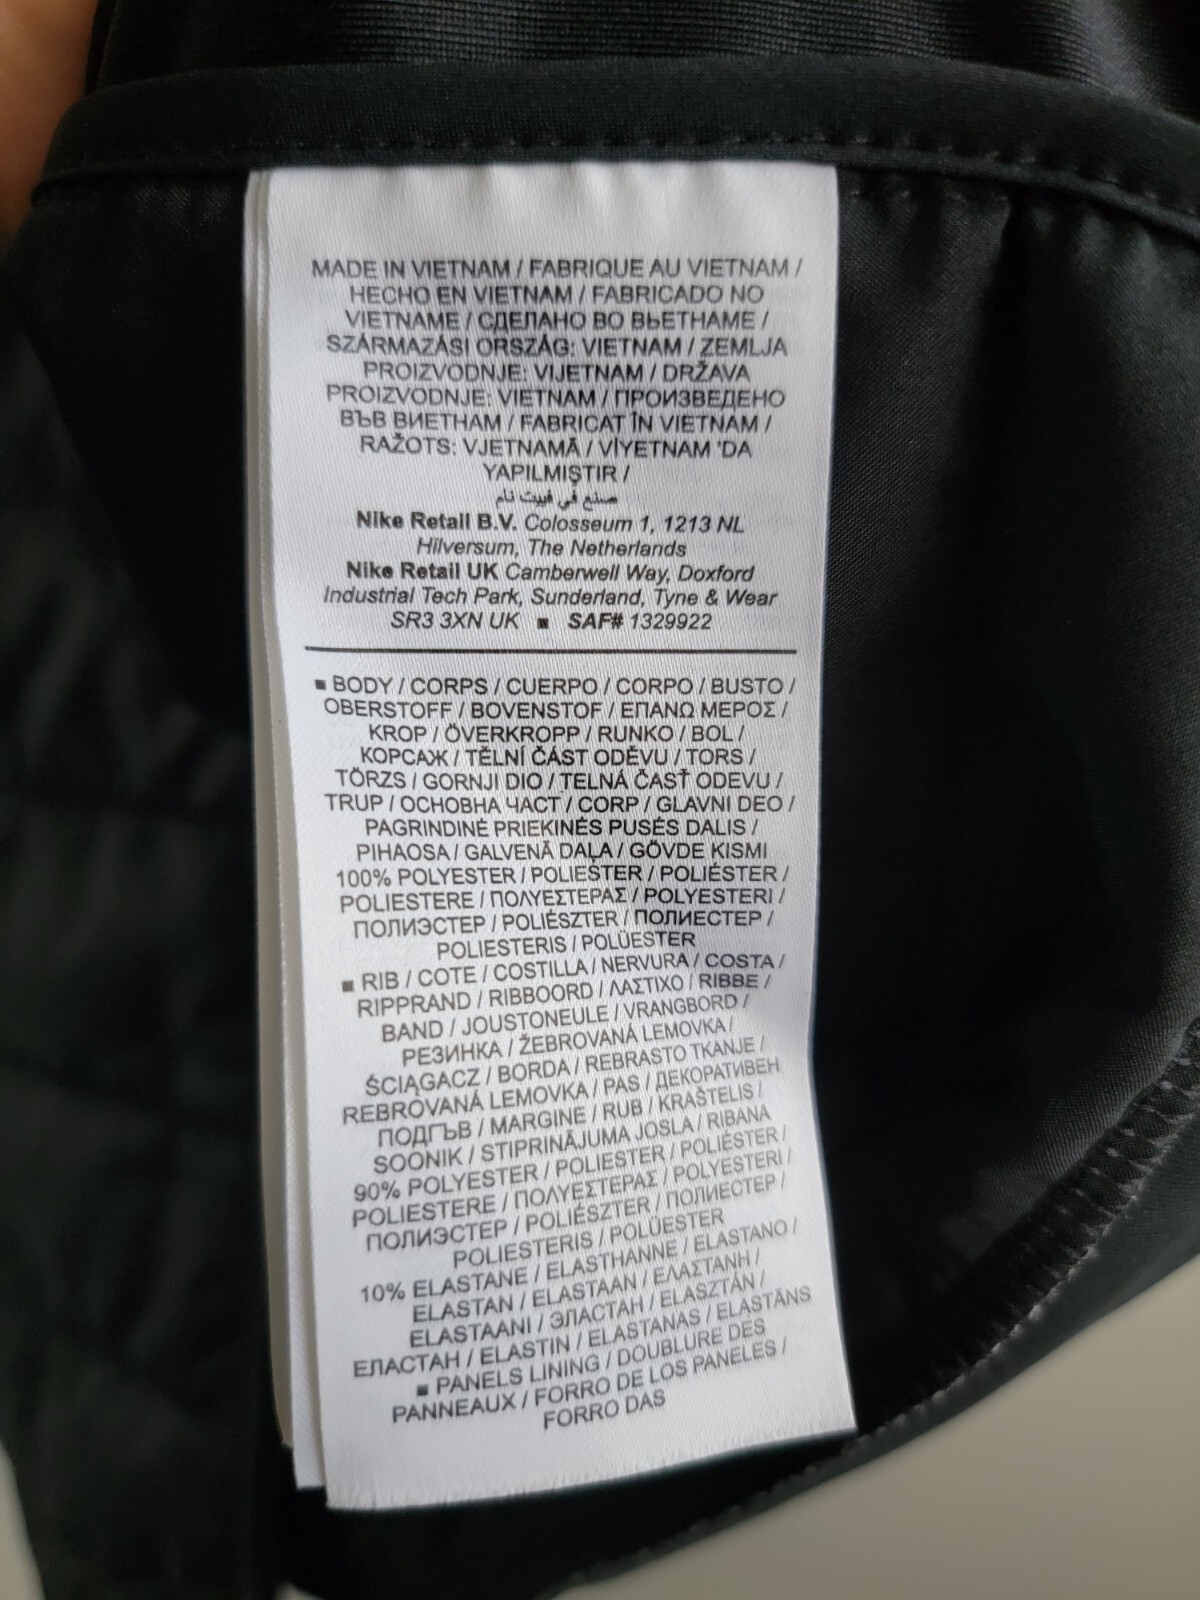 MADE IN VIETNAM / FABRIQUE AU VIETNAM /
HECHO EN VIETNAM / FABRICADO NO
VIETNAME / СДЕЛАНО ВО ВЬЕТНАМЕ /
SZÁRMAZÁSI ORSZÁG: VIETNAM / ZEMLJA
PROIZVODNJE: VIJETNAM / DRŽAVA
PROIZVODNJE: VIETNAM / ПРОИЗВЕДЕНО
ВЪВ ВИЕТНАМ / FABRICAT ÎN VIETNAM /
RAŽOTS: VJETNAMĀ / VİYETNAM 'DA
YAPILMIŞTIR /
صنع في فييت نام
Nike Retail B.V. Colosseum 1, 1213 NL
Hilversum, The Netherlands
Nike Retail UK Camberwell Way, Doxford
Industrial Tech Park, Sunderland, Tyne & Wear
SR3 3XN UK ■ SAF# 1329922
■ BODY / CORPS / CUERPO / CORPO / BUSTO /
OBERSTOFF / BOVENSTOF / ΕΠΑΝΩ ΜΕΡΟΣ /
KROP / ÖVERKROPP / RUNKO / BOL /
КОРСАЖ / TĚLNÍ ČÁST ODĚVU / TORS /
TÖRZS / GORNJI DIO / TELNÁ ČASŤ ODEVU /
TRUP / ОСНОВНА ЧАСТ / CORP / GLAVNI DEO /
PAGRINDINĖ PRIEKINĖS PUSĖS DALIS /
PIHAOSA / GALVENĀ DAĻA / GÖVDE KISMI
100% POLYESTER / POLIESTER / POLIÉSTER /
POLIESTERE / ΠΟΛΥΕΣΤΕΡΑΣ / POLYESTERI /
ПОЛИЭСТЕР / POLIÉSZTER / ПОЛИЕСТЕР /
POLIESTERIS / POLÜESTER
■ RIB / COTE / COSTILLA / NERVURA / COSTA /
RIPPRAND / RIBBOORD / ΛΑΣΤΙΧΟ / RIBBE /
BAND / JOUSTONEULE / VRANGBORD /
РЕЗИНКА / ŽEBROVANÁ LEMOVKA /
ŚCIĄGACZ / BORDA / REBRASTO TKANJE /
REBROVANÁ LEMOVKA / PAS / ДЕКОРАТИВЕН
ПОДГЪВ / MARGINE / RUB / KRAŠTELIS /
SOONIK / STIPRINĀJUMA JOSLA / RIBANA
90% POLYESTER / POLIESTER / POLIÉSTER /
POLIESTERE / ΠΟΛΥΕΣΤΕΡΑΣ / POLYESTERI /
ПОЛИЭСТЕР / POLIÉSZTER / ПОЛИЕСТЕР /
POLIESTERIS / POLÜESTER
10% ELASTANE / ELASTHANNE / ELASTANO /
ELASTAN / ELASTAAN / ΕΛΑΣΤΑΝΗ /
ELASTAANI / ЭЛАСТАН / ELASZTÁN /
ЕЛАСТАН / ELASTIN / ELASTANAS / ELASTĀNS
■ PANELS LINING / DOUBLURE DES
PANNEAUX / FORRO DE LOS PANELES /
FORRO DAS